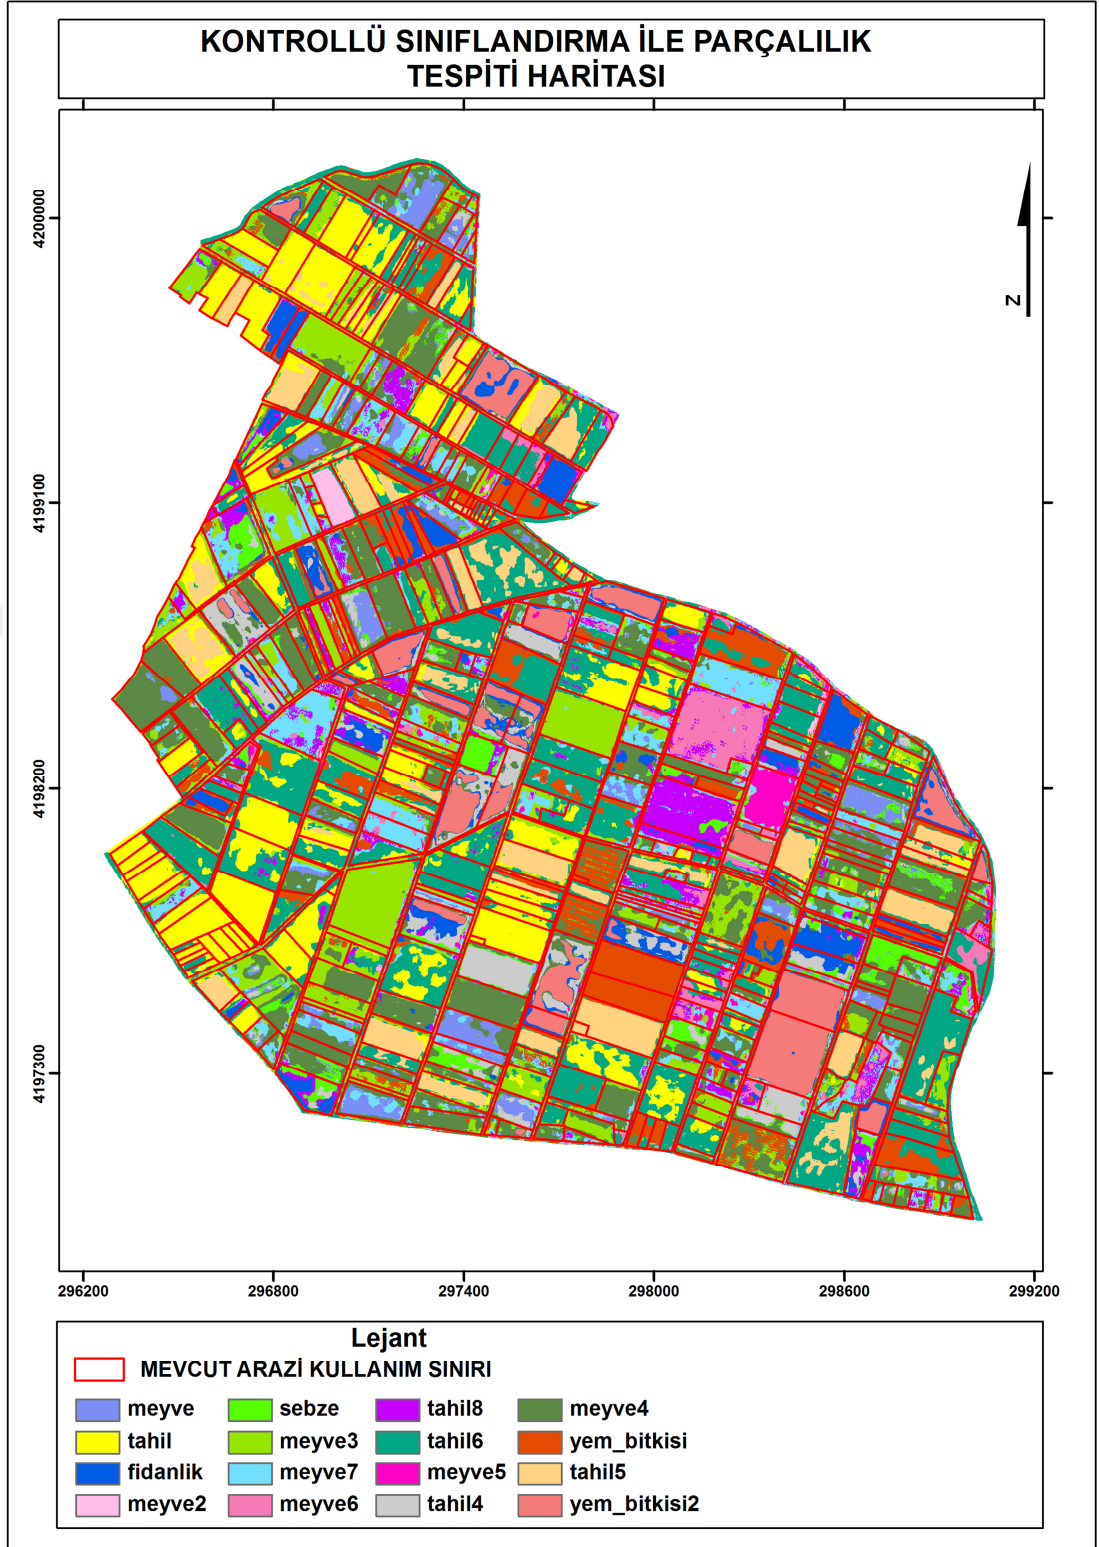 KONTROLLÜ SINIFLANDIRMA İLE PARÇALILIK
TESPİTİ HARİTASI
4200000
4199100
4198200
4197300
Z
296200 296800 297400 298000 298600 299200
Lejant
MEVCUT ARAZİ KULLANIM SINIRI
meyve sebze tahil8 meyve4
tahil meyve3 tahil6 yem_bitkisi
fidanlik meyve7 meyve5 tahil5
meyve2 meyve6 tahil4 yem_bitkisi2